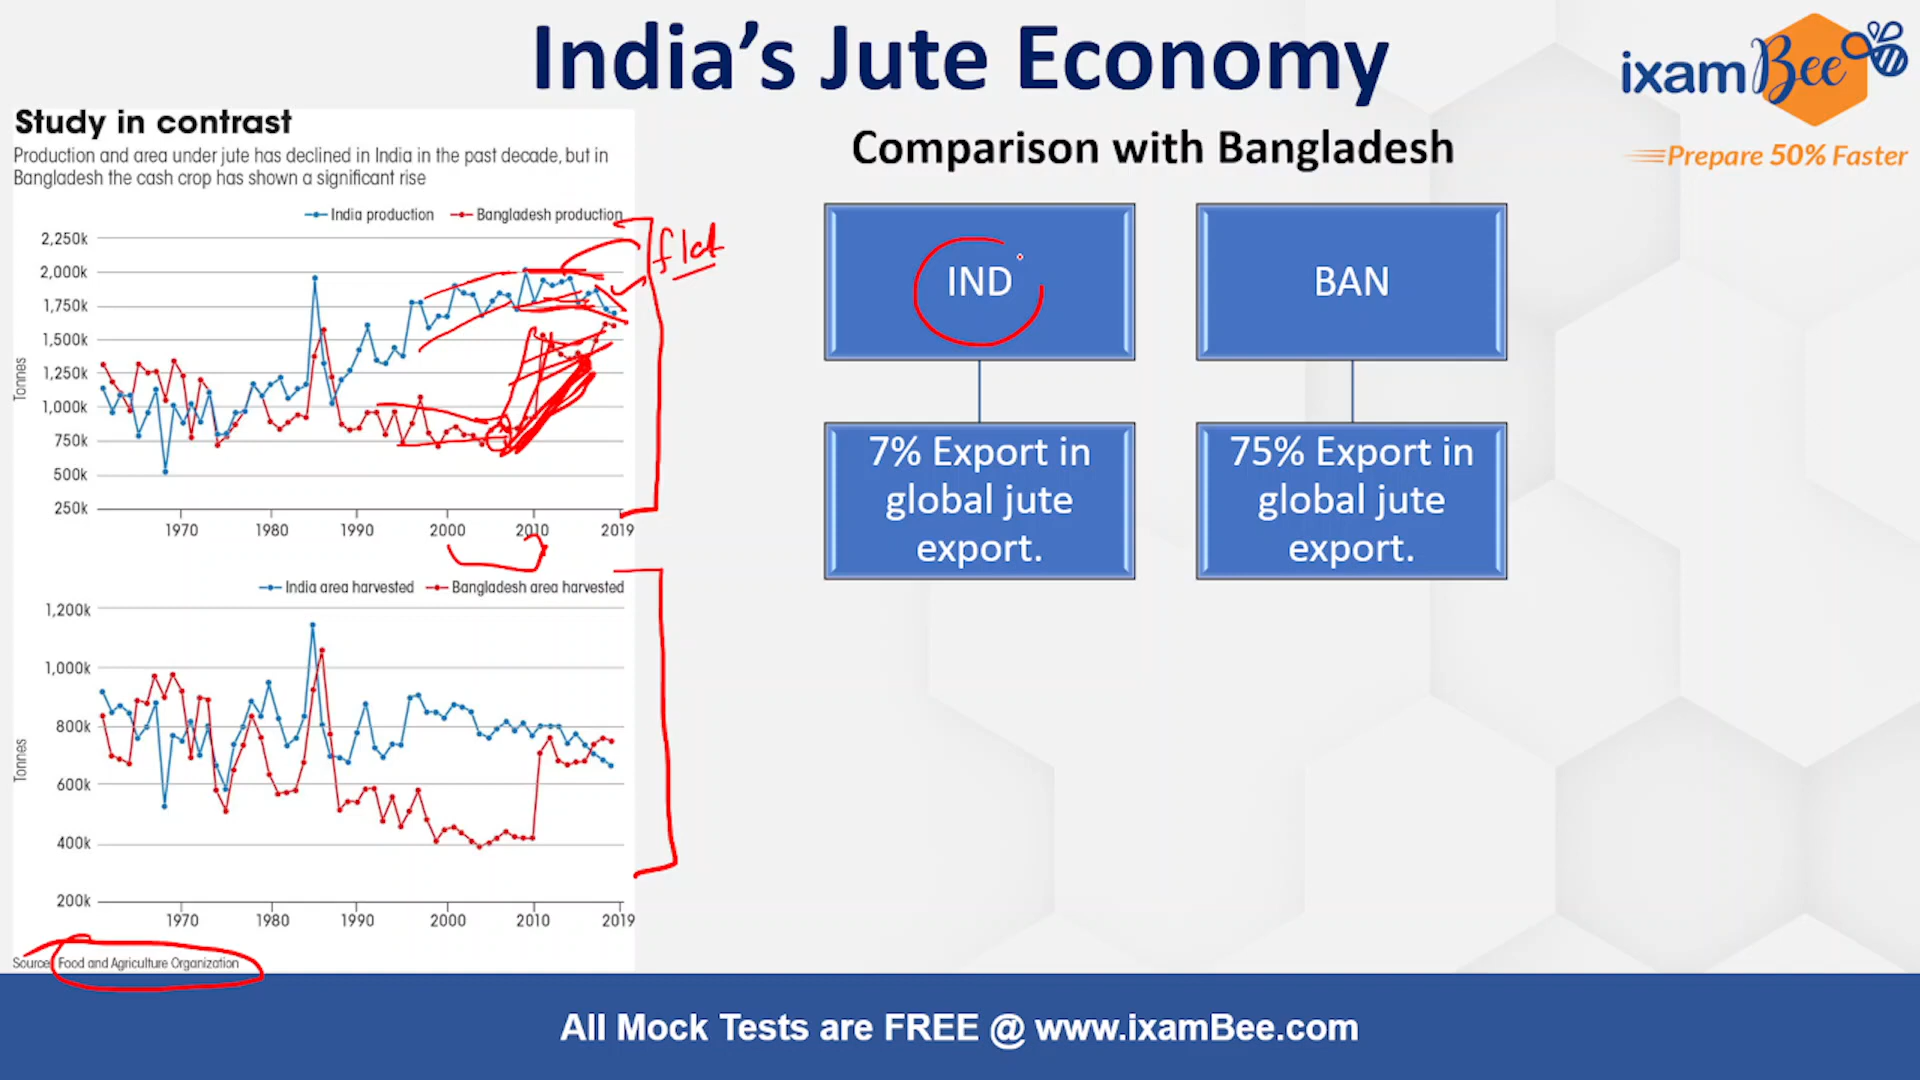 India's Jute Economy
ixamBee
Prepare 50% Faster
Study in contrast
Production and area under jute has declined in India in the past decade, but in
Bangladesh the cash crop has shown a significant rise
India production Bangladesh production
flat
Tonnes
2,250k
2,000k
1,750k
1,500k
1,250k
1,000k
750k
500k
250k
1970 1980 1990 2000 2010 2019
India area harvested Bangladesh area harvested
Tonnes
1,200k
1,000k
800k
600k
400k
200k
1970 1980 1990 2000 2010 2019
Source: Food and Agriculture Organization
Comparison with Bangladesh
IND
BAN
7% Export in
global jute
export.
75% Export in
global jute
export.
All Mock Tests are FREE @ www.ixamBee.com